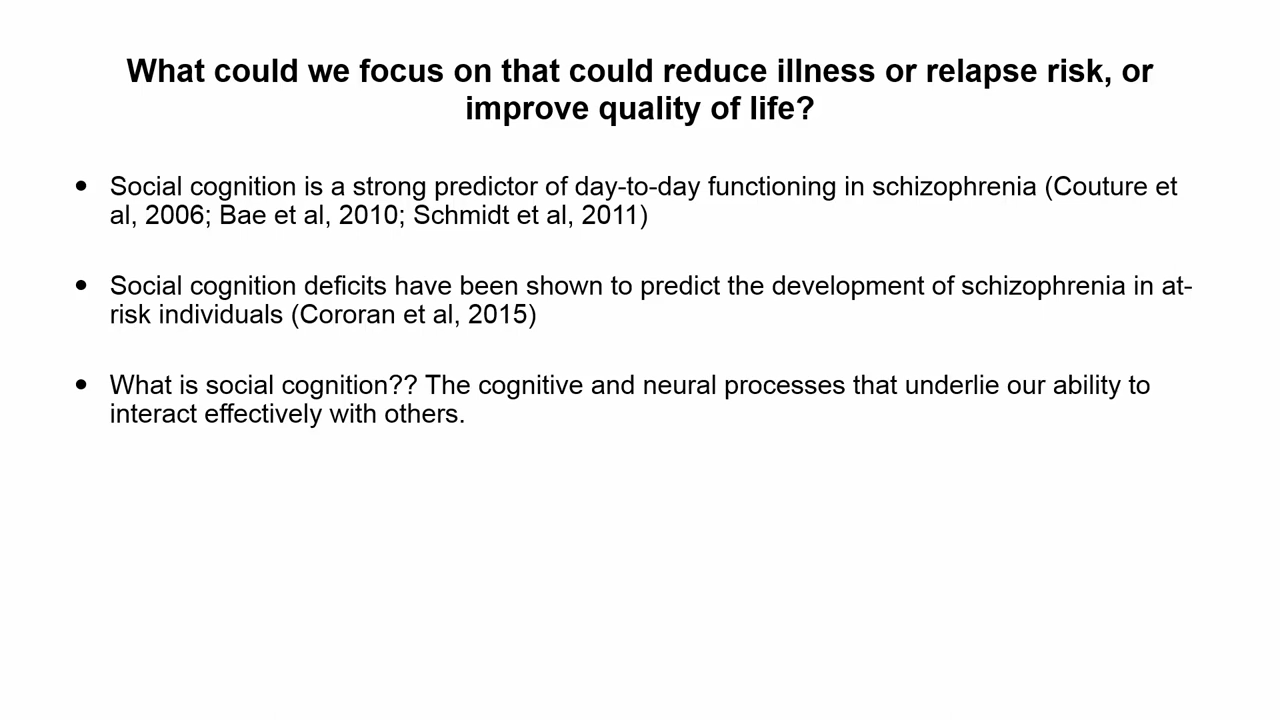 What could we focus on that could reduce illness or relapse risk, or
improve quality of life?
• Social cognition is a strong predictor of day-to-day functioning in schizophrenia (Couture et
al, 2006; Bae et al, 2010; Schmidt et al, 2011)
• Social cognition deficits have been shown to predict the development of schizophrenia in at-
risk individuals (Cororan et al, 2015)
• What is social cognition?? The cognitive and neural processes that underlie our ability to
interact effectively with others.